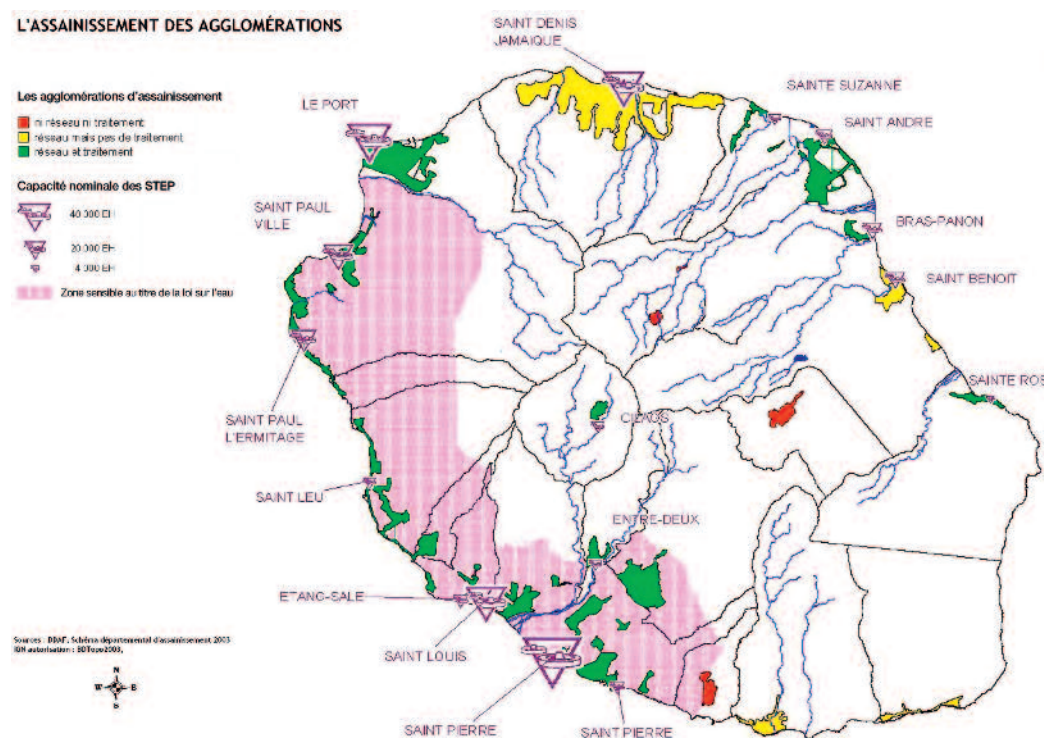 L'ASSAINISSEMENT DES AGGLOMÉRATIONS
Les agglomérations d'assainissement
ni réseau ni traitement
réseau mais pas de traitement
réseau et traitement
Capacité nominale des STEP
40 000 EH
20 000 EH
4 000 EH
Zone sensible au titre de la loi sur l'eau
SAINT DENIS
JAMAIQUE
SAINTE SUZANNE
LE PORT
SAINT ANDRE
SAINT PAUL
VILLE
BRAS-PANON
SAINT BENOIT
SAINTE ROS
SAINT PAUL
L'ERMITAGE
CILAOS
SAINT LEU
ENTRE-DEUX
ETANG-SALE
SAINT LOUIS
SAINT PIERRE
SAINT PIERRE
Sources : DDAF, Schéma départemental d'assainissement 2003
IGN autorisation : BDTopo2003,
N
W E
S